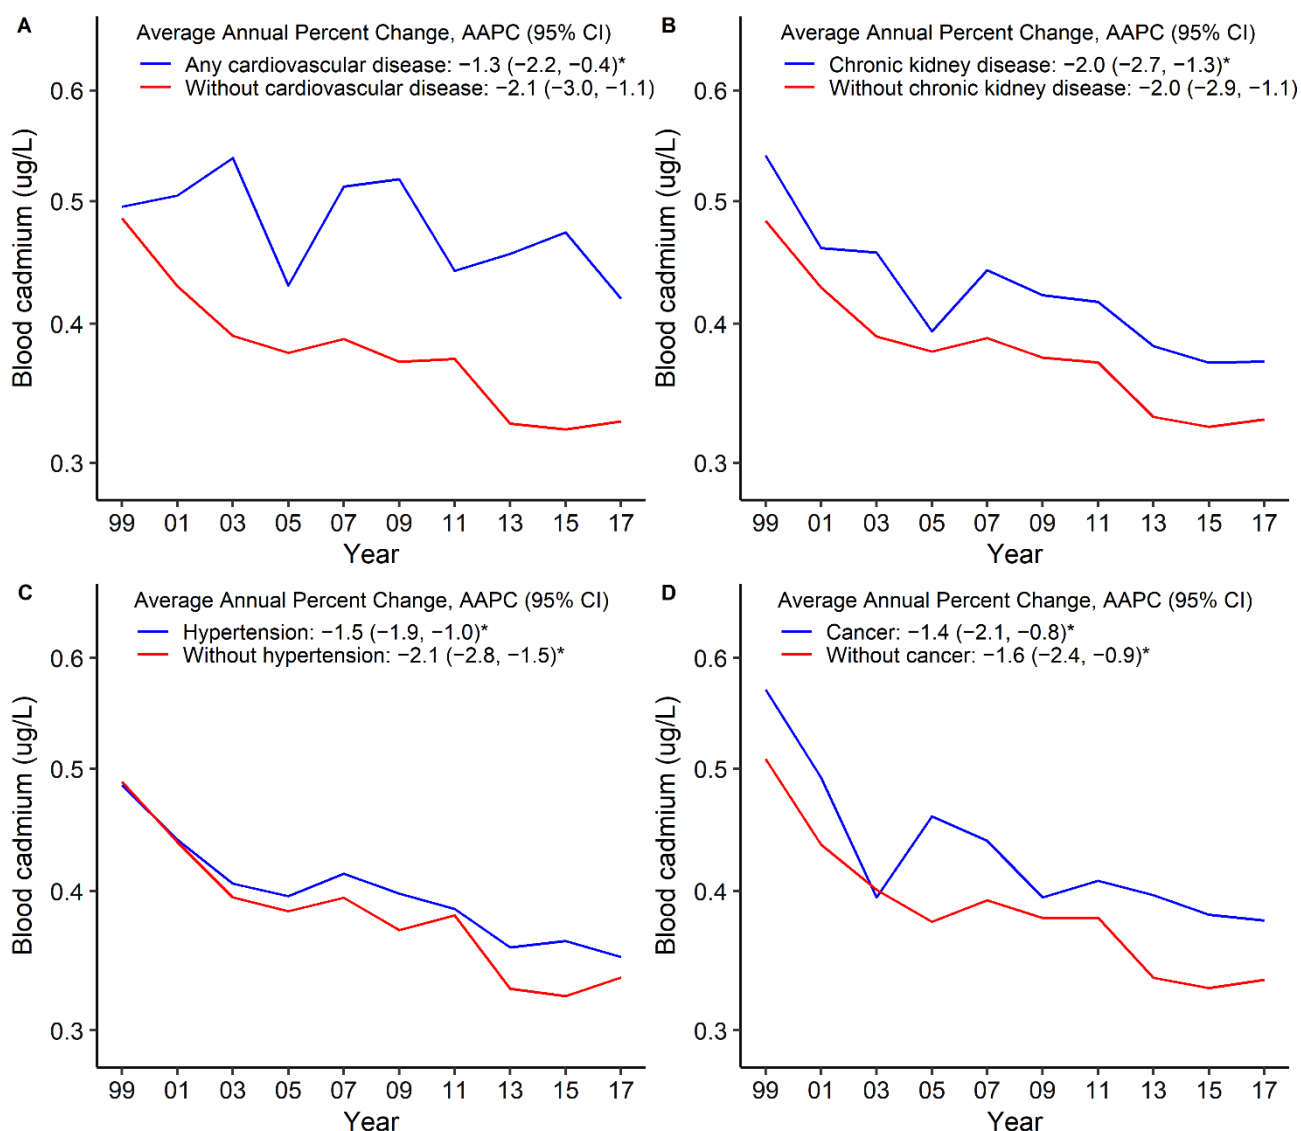 A
Average Annual Percent Change, AAPC (95% CI)
Any cardiovascular disease: −1.3 (−2.2, −0.4)*
Without cardiovascular disease: −2.1 (−3.0, −1.1)
0.6
0.5
0.4
0.3
Blood cadmium (ug/L)
99 01 03 05 07 09 11 13 15 17
Year
B
Average Annual Percent Change, AAPC (95% CI)
Chronic kidney disease: −2.0 (−2.7, −1.3)*
Without chronic kidney disease: −2.0 (−2.9, −1.1)
0.6
0.5
0.4
0.3
Blood cadmium (ug/L)
99 01 03 05 07 09 11 13 15 17
Year
C
Average Annual Percent Change, AAPC (95% CI)
Hypertension: −1.5 (−1.9, −1.0)*
Without hypertension: −2.1 (−2.8, −1.5)*
0.6
0.5
0.4
0.3
Blood cadmium (ug/L)
99 01 03 05 07 09 11 13 15 17
Year
D
Average Annual Percent Change, AAPC (95% CI)
Cancer: −1.4 (−2.1, −0.8)*
Without cancer: −1.6 (−2.4, −0.9)*
0.6
0.5
0.4
0.3
Blood cadmium (ug/L)
99 01 03 05 07 09 11 13 15 17
Year